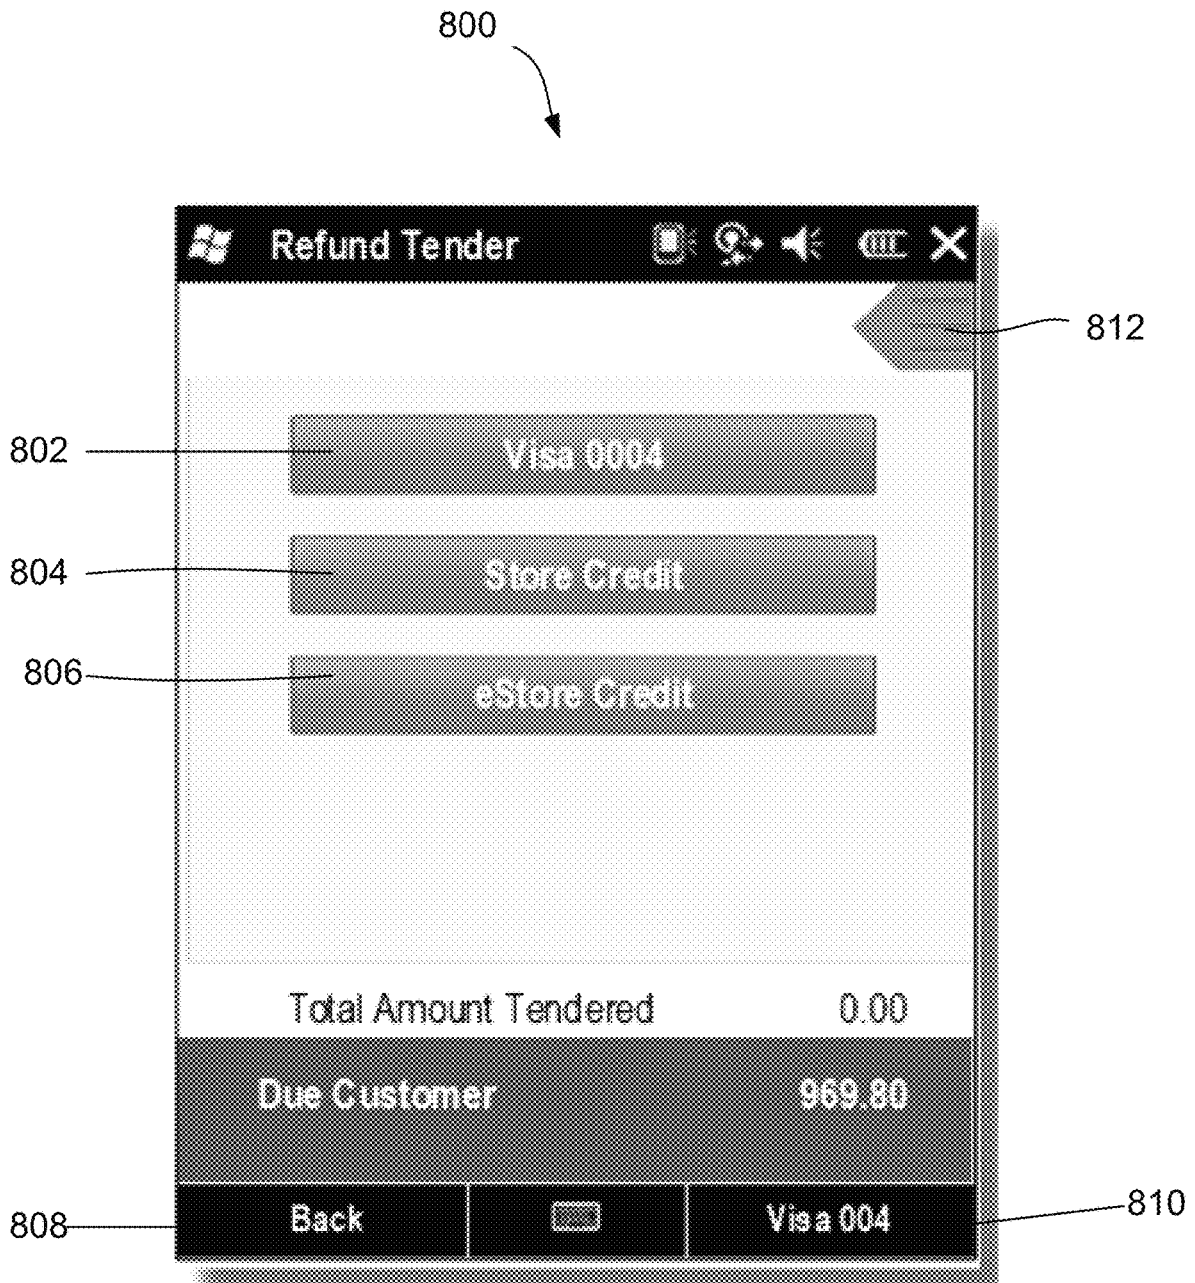 800
Refund Tender
812
802
Visa 0004
804
Store Credit
806
eStore Credit
Total Amount Tendered 0.00
Due Customer 969.80
808
Back
Visa 004
810